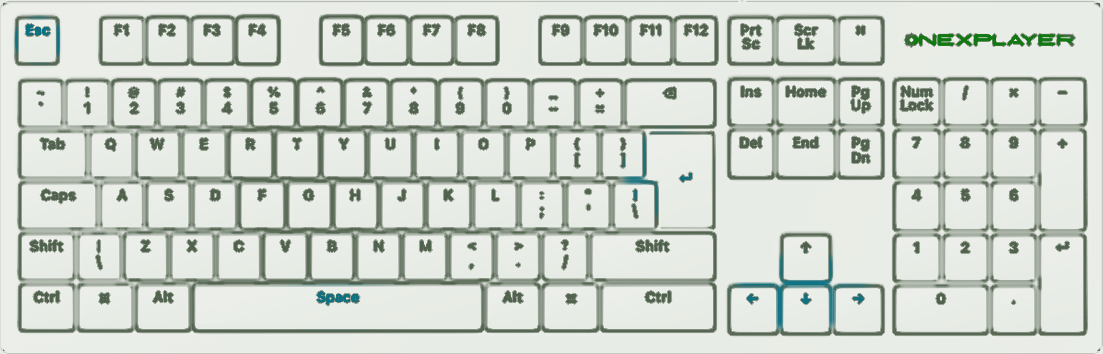 Esc F1 F2 F3 F4 F5 F6 F7 F8 F9 F10 F11 F12 Prt Sc Scr Lk ONEXPLAYER
~ ` ! 1 @ 2 # 3 $ 4 % 5 ^ 6 & 7 * 8 ( 9 ) 0 _ - + = Ins Home Pg Up Num Lock / * -
Tab Q W E R T Y U I O P { [ } ] Del End Pg Dn 7 8 9 +
Caps A S D F G H J K L : ; " ' | \ ↵ 4 5 6
Shift | \ Z X C V B N M < , > . ? / Shift ↑ 1 2 3 ↵
Ctrl ⌘ Alt Space Alt ⌘ Ctrl ← ↓ → 0 .